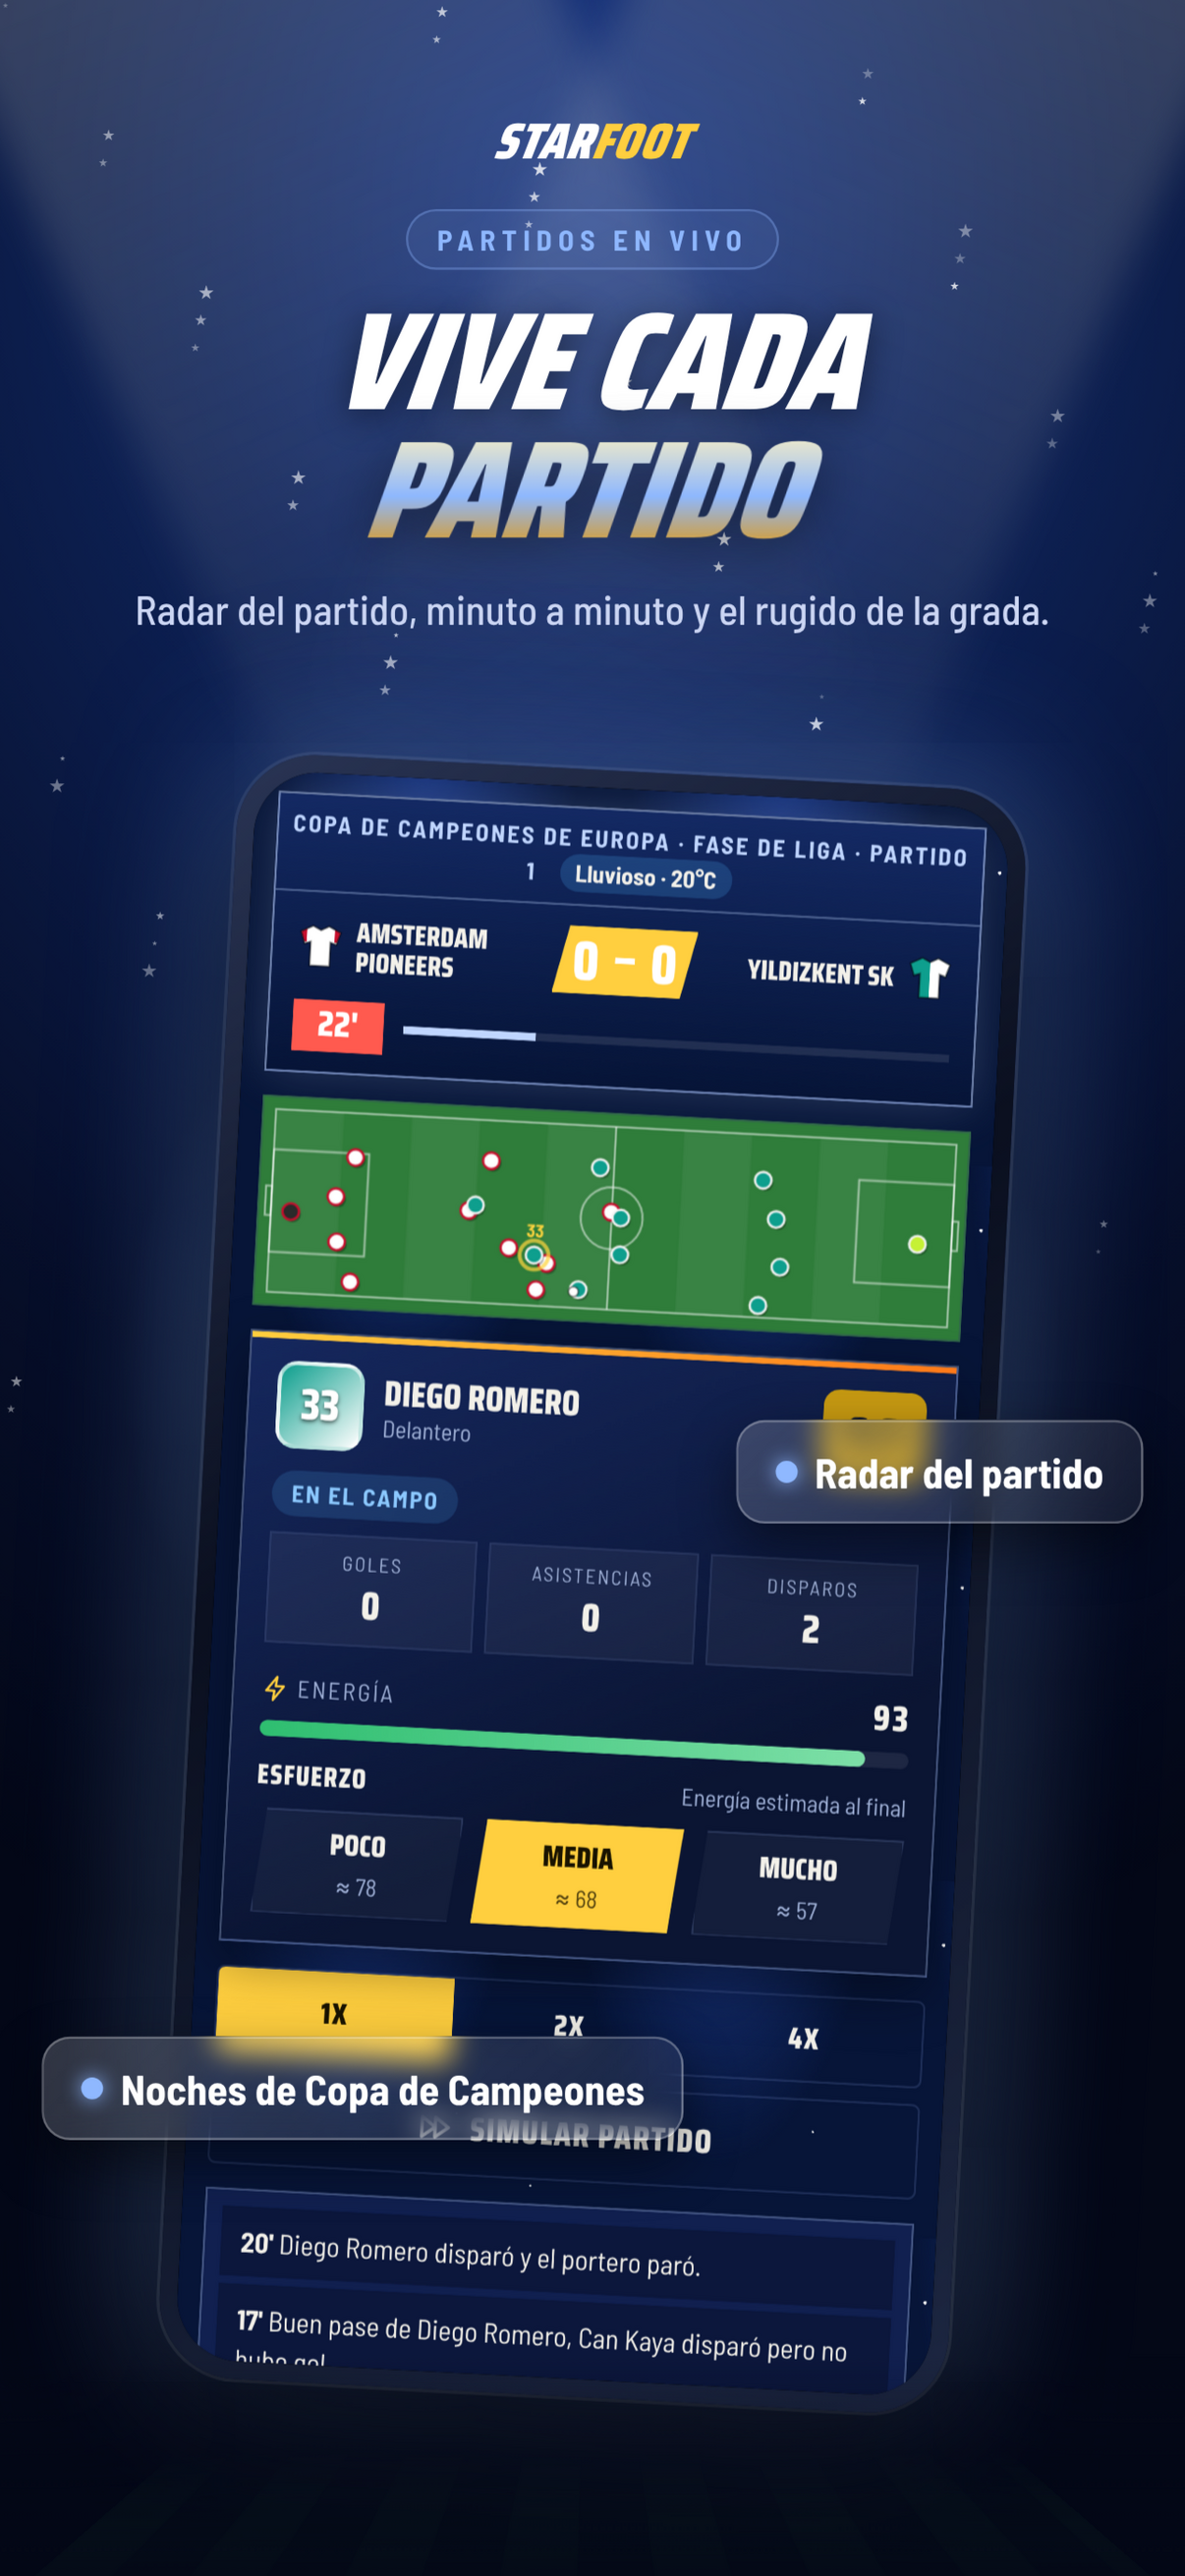 STARFOOT
PARTIDOS EN VIVO
VIVE CADA
PARTIDO
Radar del partido, minuto a minuto y el rugido de la grada.
COPA DE CAMPEONES DE EUROPA · FASE DE LIGA · PARTIDO
1 Lluvioso · 20°C
AMSTERDAM
PIONEERS
0 - 0
YILDIZKENT SK
22'
33
33
DIEGO ROMERO
Delantero
Radar del partido
EN EL CAMPO
GOLES
0
ASISTENCIAS
0
DISPAROS
2
ENERGÍA
93
ESFUERZO
Energía estimada al final
POCO
≈ 78
MEDIA
≈ 68
MUCHO
≈ 57
1X
2X
4X
Noches de Copa de Campeones
SIMULAR PARTIDO
20' Diego Romero disparó y el portero paró.
17' Buen pase de Diego Romero, Can Kaya disparó pero no
hubo gol